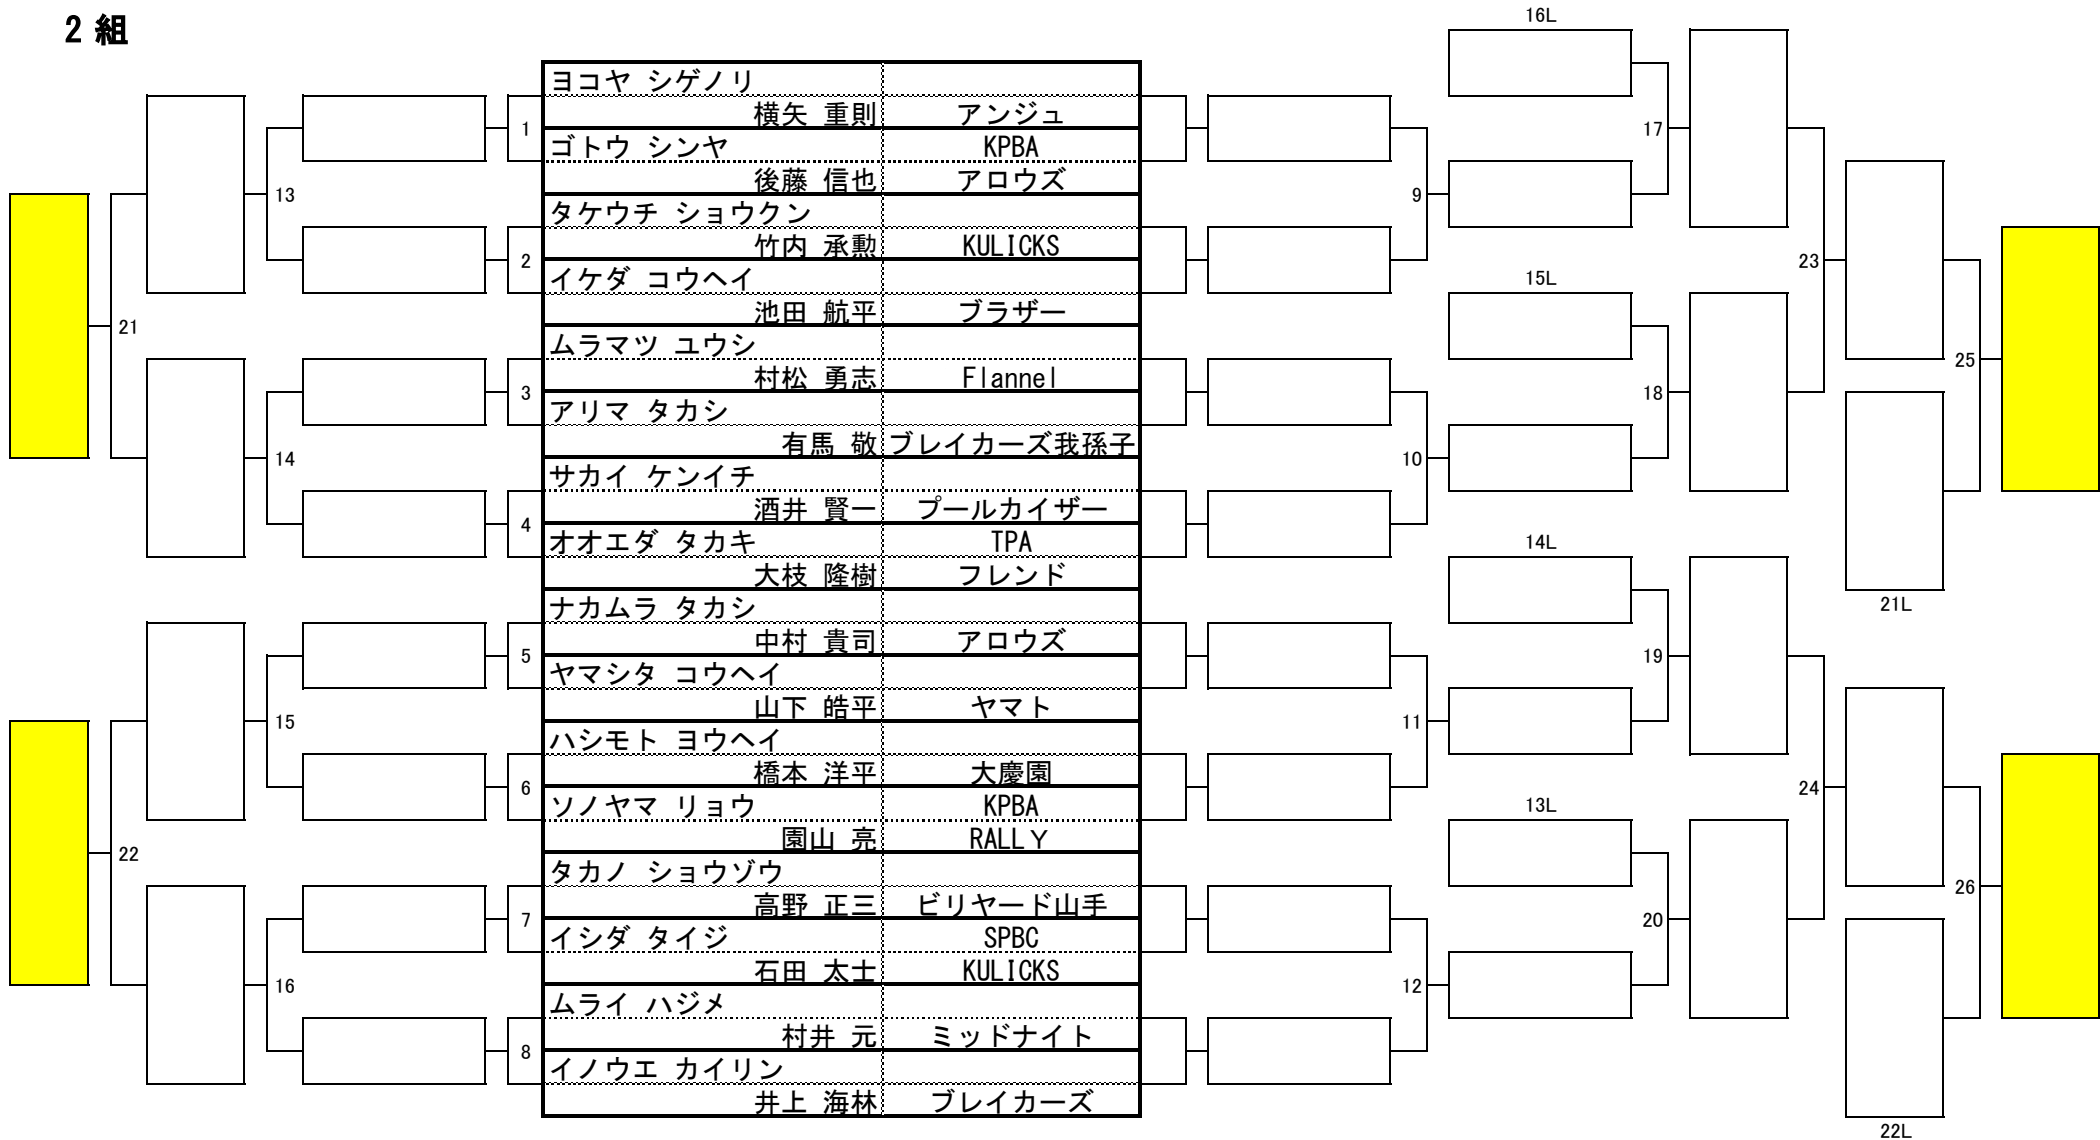 2 組
16L
ヨコヤ シゲノリ
横矢 重則 アンジュ
1
17
ゴトウ シンヤ KPBA
後藤 信也 アロウズ
13
9
タケウチ ショウクン
竹内 承勲 KULICKS
2
23
イケダ コウヘイ
15L
池田 航平 ブラザー
21
ムラマツ ユウシ
25
村松 勇志 Flannel
3
18
アリマ タカシ
有馬 敬 ブレイカーズ我孫子
14
10
サカイ ケンイチ
酒井 賢一 プールカイザー
4
オオエダ タカキ TPA
14L
大枝 隆樹 フレンド
ナカムラ タカシ
21L
中村 貴司 アロウズ
5
19
ヤマシタ コウヘイ
山下 皓平 ヤマト
15
11
ハシモト ヨウヘイ
橋本 洋平 大慶園
6
24
ソノヤマ リョウ KPBA
13L
園山 亮 RALLY
22
タカノ ショウゾウ
26
高野 正三 ビリヤード山手
7
20
イシダ タイジ SPBC
石田 太士 KULICKS
16
12
ムライ ハジメ
村井 元 ミッドナイト
8
イノウエ カイリン
井上 海林 ブレイカーズ
22L